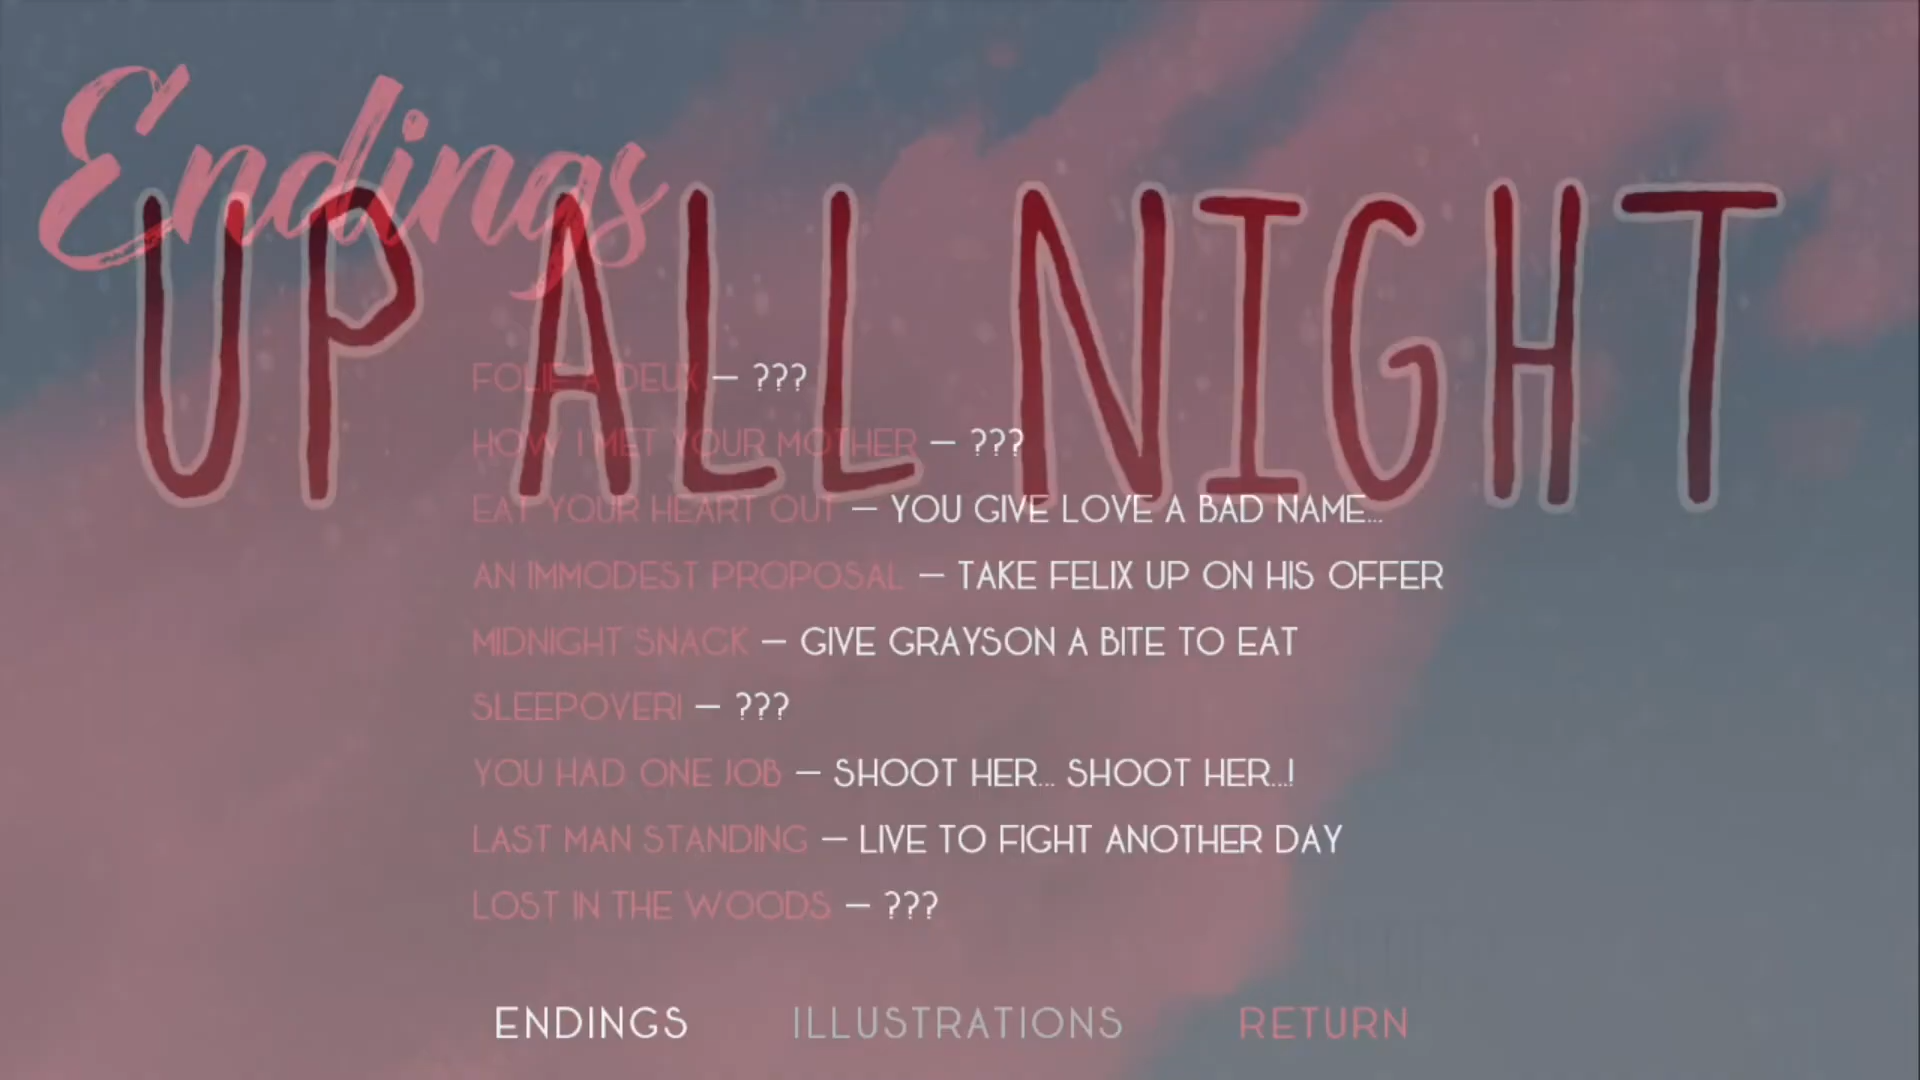 Endings
UP ALL NIGHT
FOLIE A DEUX — ???
HOW I MET YOUR MOTHER — ???
EAT YOUR HEART OUT — YOU GIVE LOVE A BAD NAME...
AN IMMODEST PROPOSAL — TAKE FELIX UP ON HIS OFFER
MIDNIGHT SNACK — GIVE GRAYSON A BITE TO EAT
SLEEPOVER! — ???
YOU HAD ONE JOB — SHOOT HER... SHOOT HER...!
LAST MAN STANDING — LIVE TO FIGHT ANOTHER DAY
LOST IN THE WOODS — ???
ENDINGS ILLUSTRATIONS RETURN